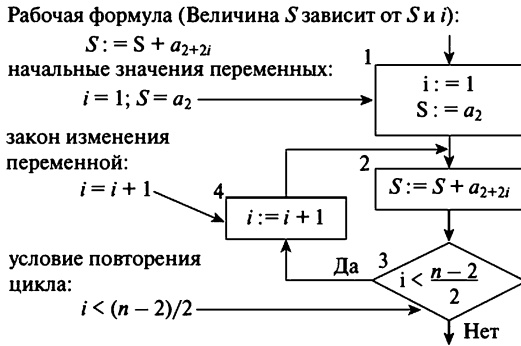 Рабочая формула (Величина S зависит от S и i):
S: = S + a₂₊₂ᵢ
начальные значения переменных:
i = 1; S = a₂
1
i : = 1
S : = a₂
закон изменения
переменной:
i = i + 1
4
i := i + 1
2
S := S + a₂₊₂ᵢ
условие повторения
цикла:
i < (n – 2)/2
Да
3
i < (n – 2)/2
Нет